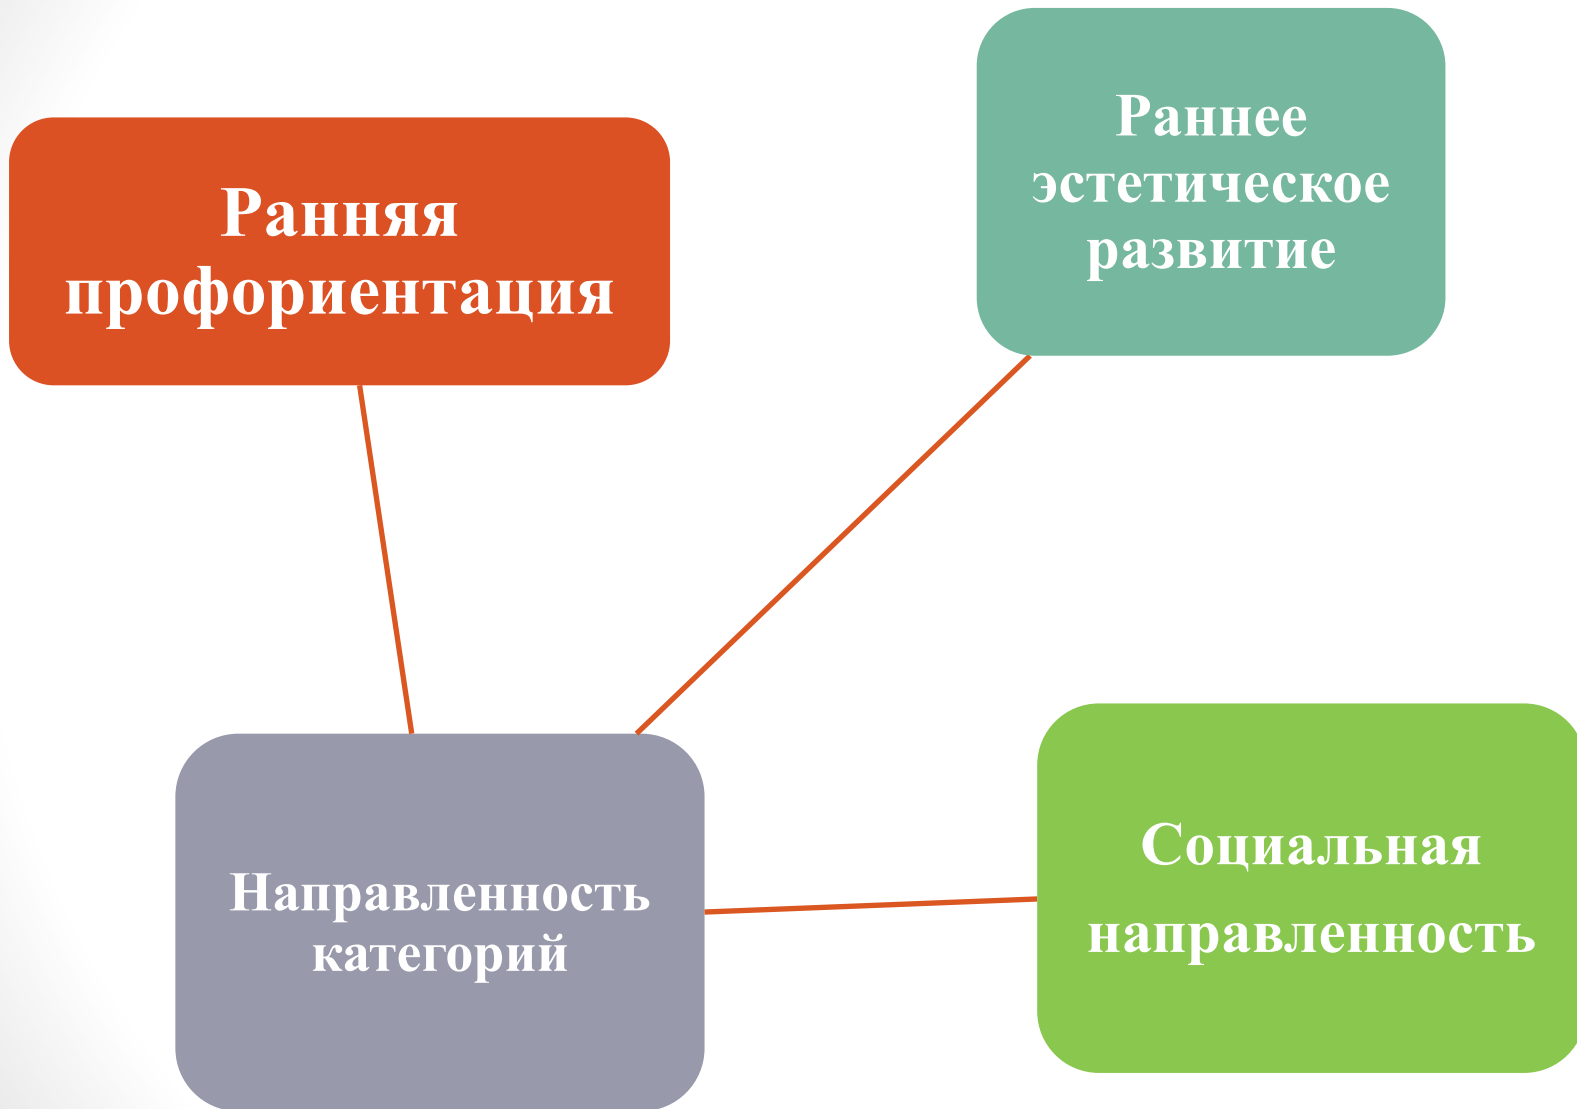 Ранняя
профориентация
Раннее
эстетическое
развитие
Направленность
категорий
Социальная
направленность